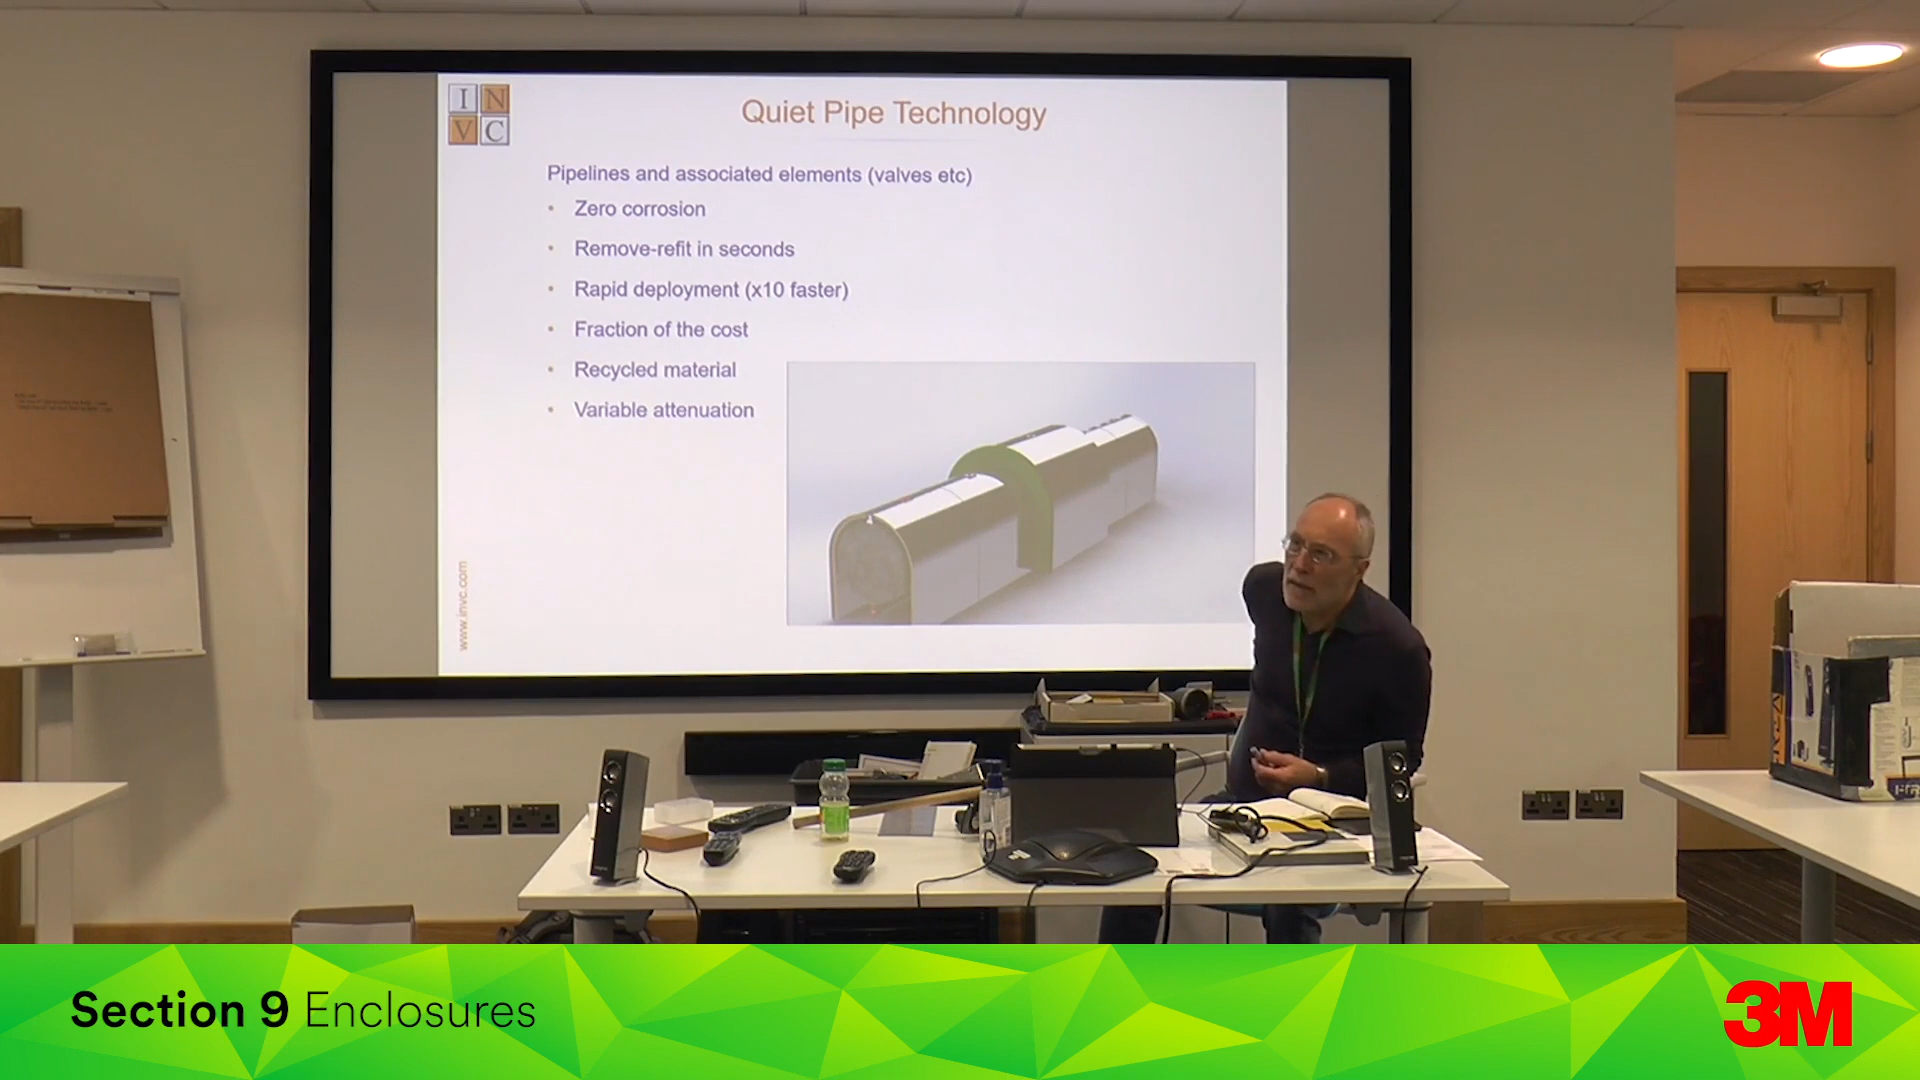 I N
V C
Quiet Pipe Technology
Pipelines and associated elements (valves etc)
• Zero corrosion
• Remove-refit in seconds
• Rapid deployment (x10 faster)
• Fraction of the cost
• Recycled material
• Variable attenuation
www.invc.com
Section 9 Enclosures
3M